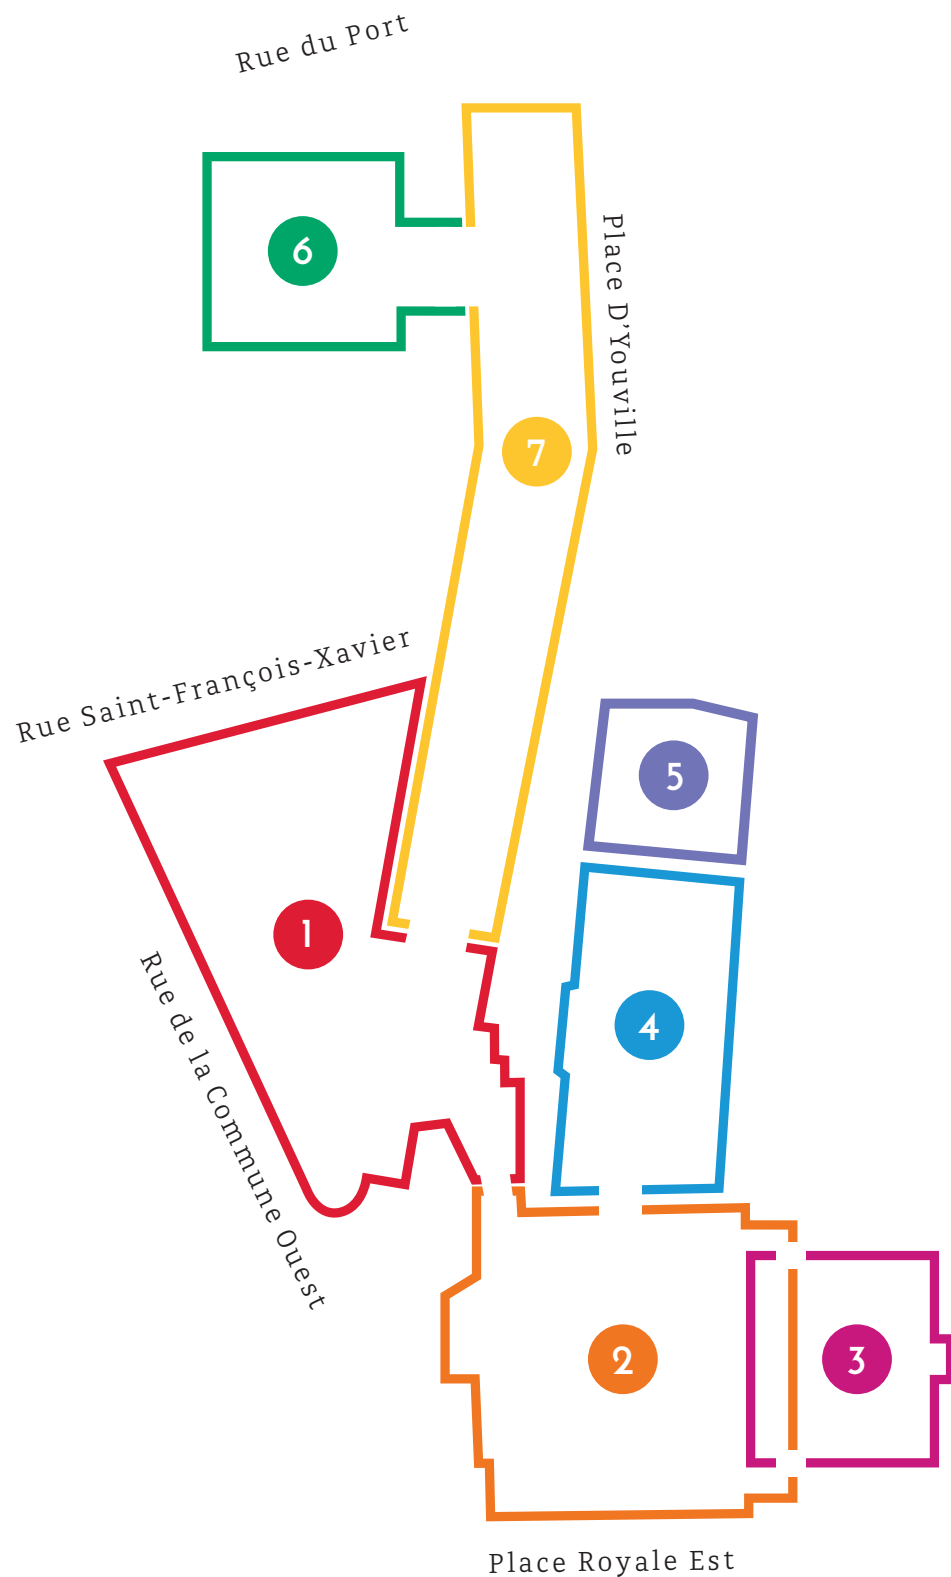 Rue du Port
6
Place D’Youville
7
Rue Saint-François-Xavier
5
1
4
Rue de la Commune Ouest
2
3
Place Royale Est